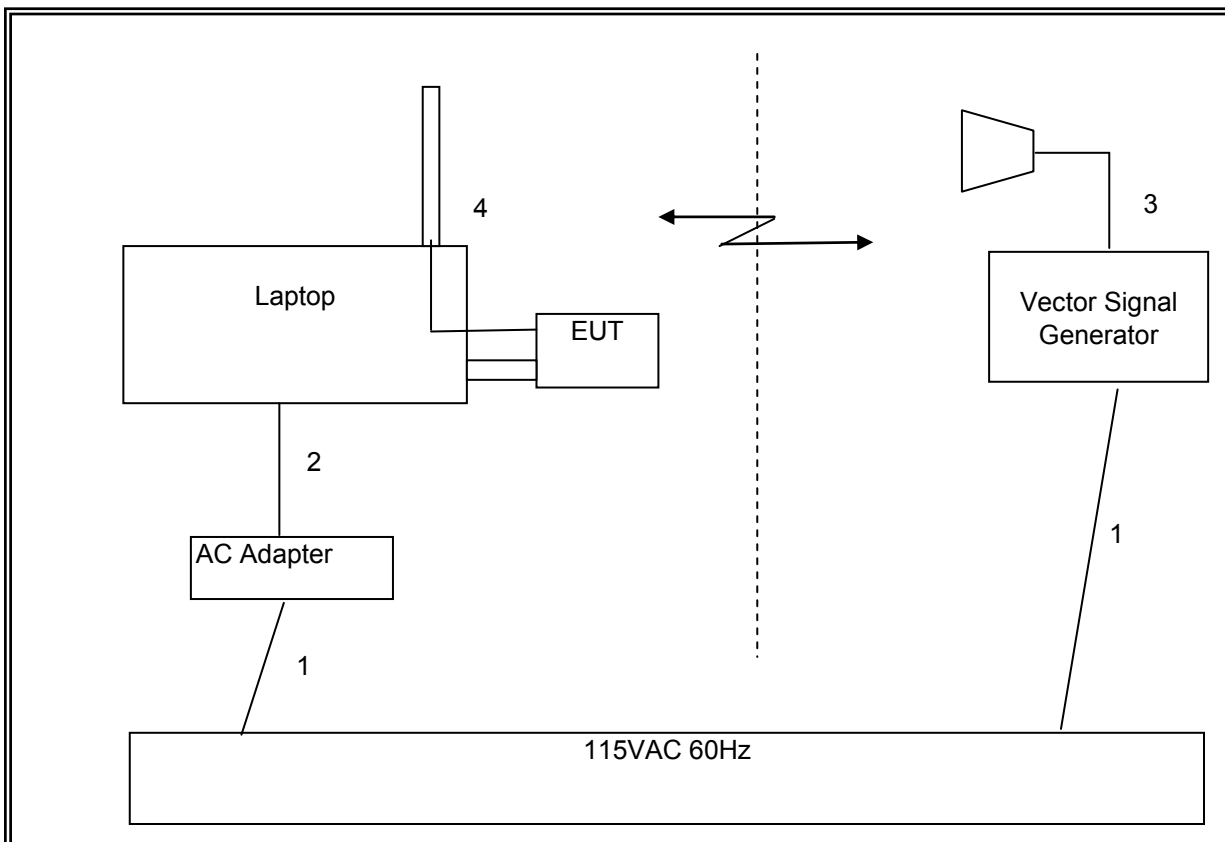 4
3
Laptop
EUT
Vector Signal
Generator
2
AC Adapter
1
1
115VAC 60Hz